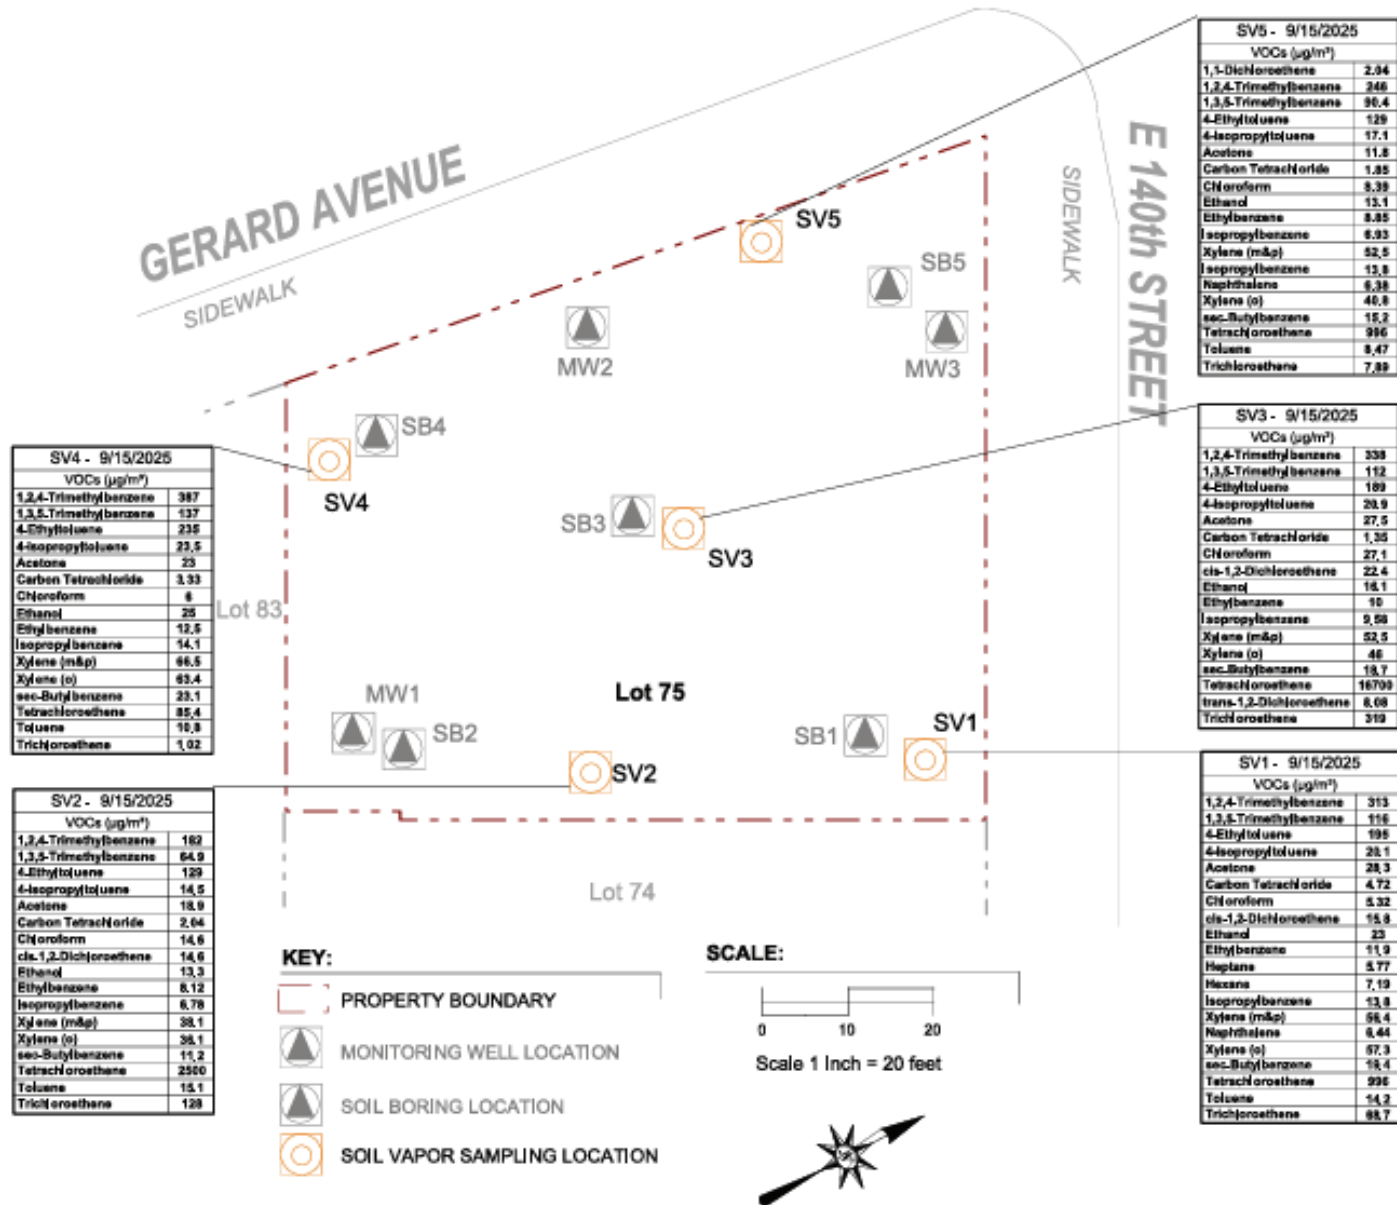 GERARD AVENUE
SIDEWALK
E 140th STREET
SIDEWALK
SV5
SB5
MW2
MW3
SB4
SV4
SB3
SV3
Lot 83
Lot 75
MW1
SB2
SV2
SB1
SV1
Lot 74
SV5 - 9/15/2025
VOCs (µg/m³)
1,1-Dichloroethene 2.04
1,2,4-Trimethylbenzene 246
1,3,5-Trimethylbenzene 90.4
4-Ethyltoluene 129
4-Isopropyltoluene 17.1
Acetone 11.8
Carbon Tetrachloride 1.85
Chloroform 8.39
Ethanol 13.1
Ethylbenzene 8.85
Isopropylbenzene 6.93
Xylene (m&p) 52.5
Isopropylbenzene 13.8
Naphthalene 6.38
Xylene (o) 40.8
sec-Butylbenzene 15.2
Tetrachloroethene 996
Toluene 8.47
Trichloroethene 7.89
SV3 - 9/15/2025
VOCs (µg/m³)
1,2,4-Trimethylbenzene 338
1,3,5-Trimethylbenzene 112
4-Ethyltoluene 189
4-Isopropyltoluene 20.9
Acetone 27.5
Carbon Tetrachloride 1.35
Chloroform 27.1
cis-1,2-Dichloroethene 22.4
Ethanol 16.1
Ethylbenzene 10
Isopropylbenzene 9.58
Xylene (m&p) 52.5
Xylene (o) 46
sec-Butylbenzene 18.7
Tetrachloroethene 16700
trans-1,2-Dichloroethene 8.08
Trichloroethene 319
SV4 - 9/15/2025
VOCs (µg/m³)
1,2,4-Trimethylbenzene 387
1,3,5-Trimethylbenzene 137
4-Ethyltoluene 235
4-Isopropyltoluene 23.5
Acetone 23
Carbon Tetrachloride 3.33
Chloroform 6
Ethanol 25
Ethylbenzene 12.5
Isopropylbenzene 14.1
Xylene (m&p) 66.5
Xylene (o) 63.4
sec-Butylbenzene 23.1
Tetrachloroethene 85.4
Toluene 10.8
Trichloroethene 1.02
SV2 - 9/15/2025
VOCs (µg/m³)
1,2,4-Trimethylbenzene 182
1,3,5-Trimethylbenzene 64.9
4-Ethyltoluene 129
4-Isopropyltoluene 14.5
Acetone 18.9
Carbon Tetrachloride 2.04
Chloroform 14.6
cis-1,2-Dichloroethene 14.6
Ethanol 13.3
Ethylbenzene 8.12
Isopropylbenzene 6.78
Xylene (m&p) 38.1
Xylene (o) 36.1
sec-Butylbenzene 11.2
Tetrachloroethene 2500
Toluene 15.1
Trichloroethene 128
SV1 - 9/15/2025
VOCs (µg/m³)
1,2,4-Trimethylbenzene 313
1,3,5-Trimethylbenzene 116
4-Ethyltoluene 195
4-Isopropyltoluene 20.1
Acetone 28.3
Carbon Tetrachloride 4.72
Chloroform 5.32
cis-1,2-Dichloroethene 15.8
Ethanol 23
Ethylbenzene 11.9
Heptane 5.77
Hexane 7.19
Isopropylbenzene 13.8
Xylene (m&p) 56.4
Naphthalene 6.44
Xylene (o) 57.3
sec-Butylbenzene 19.4
Tetrachloroethene 996
Toluene 14.2
Trichloroethene 68.7
KEY:
PROPERTY BOUNDARY
MONITORING WELL LOCATION
SOIL BORING LOCATION
SOIL VAPOR SAMPLING LOCATION
SCALE:
0 10 20
Scale 1 Inch = 20 feet